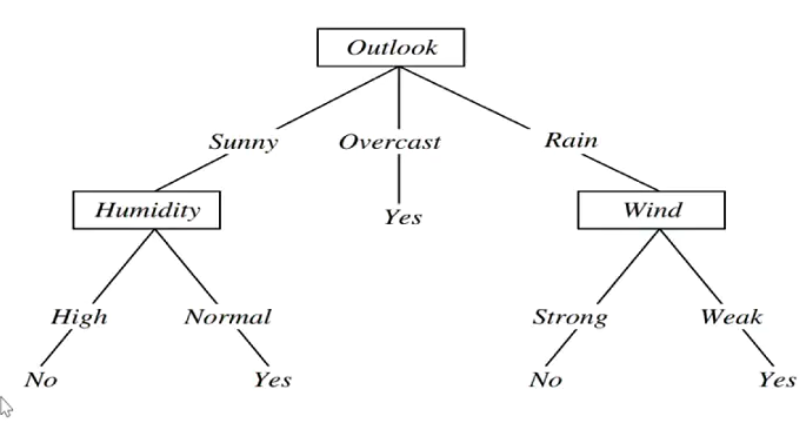 Outlook
Sunny Overcast Rain
Humidity Yes Wind
High Normal Strong Weak
No Yes No Yes